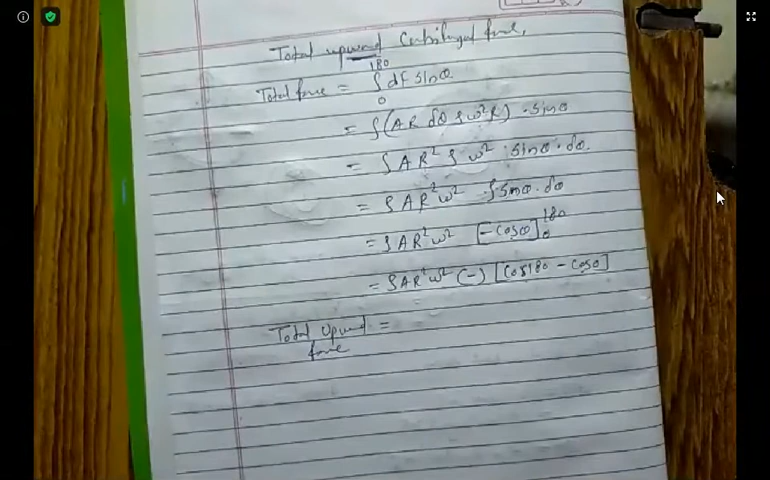 Total upward Centrifugal force,
Total force = ∫₀¹⁸⁰ dF sinθ
= ∫(AR dθ ρω²R) · sinθ
= ∫ AR² ρ ω² · sinθ · dθ
= ρAR²ω² ∫sinθ · dθ
= ρAR²ω² [-cosθ]₀¹⁸⁰
= ρAR²ω² (-) [Cos180 - Cos0]
Total Upward =
force